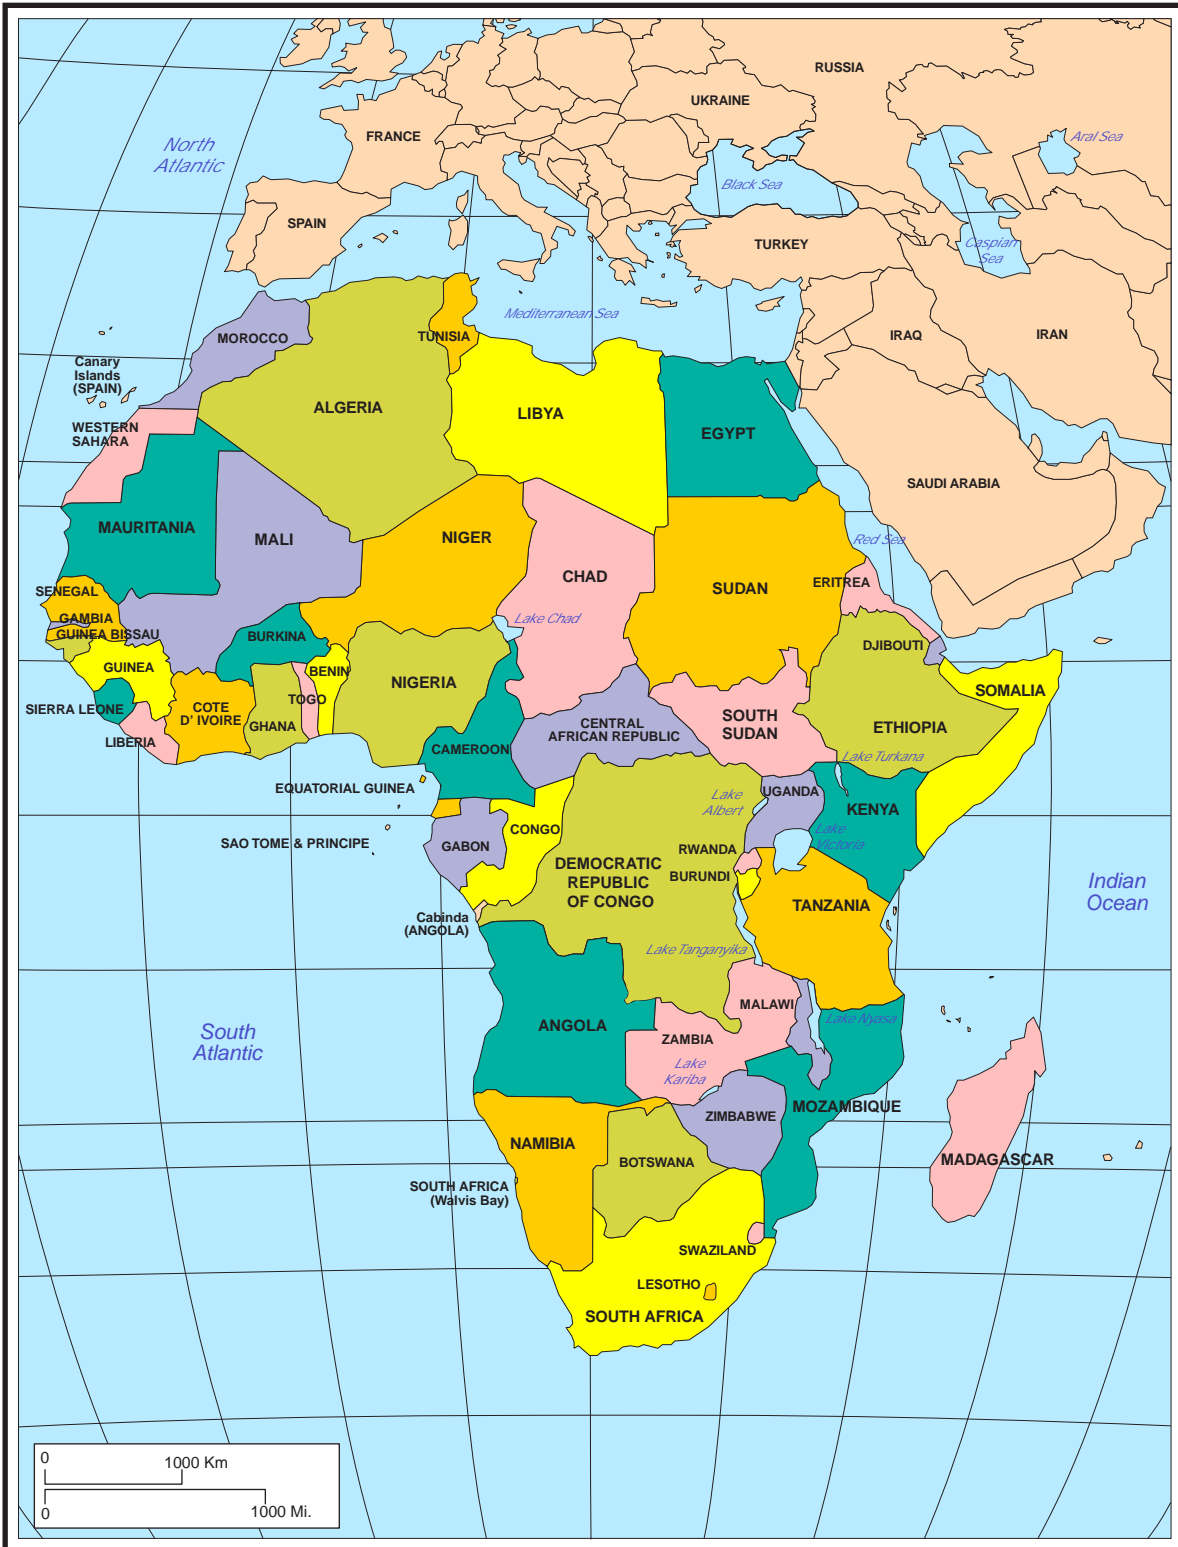 RUSSIA
UKRAINE
FRANCE
North
Atlantic
Aral Sea
Black Sea
SPAIN
TURKEY
Caspian
Sea
Mediterranean Sea
MOROCCO
TUNISIA
IRAQ
IRAN
Canary
Islands
(SPAIN)
ALGERIA
LIBYA
EGYPT
WESTERN
SAHARA
SAUDI ARABIA
MAURITANIA
MALI
NIGER
CHAD
SUDAN
Red Sea
ERITREA
SENEGAL
GAMBIA
GUINEA BISSAU
BURKINA
Lake Chad
DJIBOUTI
GUINEA
BENIN
NIGERIA
SOMALIA
SIERRA LEONE
COTE
D' IVOIRE
TOGO
GHANA
CENTRAL
AFRICAN REPUBLIC
SOUTH
SUDAN
ETHIOPIA
LIBERIA
CAMEROON
Lake Turkana
EQUATORIAL GUINEA
Lake
Albert
UGANDA
KENYA
SAO TOME & PRINCIPE
GABON
CONGO
Lake
Victoria
RWANDA
BURUNDI
DEMOCRATIC
REPUBLIC
OF CONGO
TANZANIA
Indian
Ocean
Cabinda
(ANGOLA)
Lake Tanganyika
MALAWI
Lake Nyasa
South
Atlantic
ANGOLA
ZAMBIA
Lake
Kariba
ZIMBABWE
MOZAMBIQUE
NAMIBIA
BOTSWANA
MADAGASCAR
SOUTH AFRICA
(Walvis Bay)
SWAZILAND
LESOTHO
SOUTH AFRICA
0
1000 Km
0
1000 Mi.